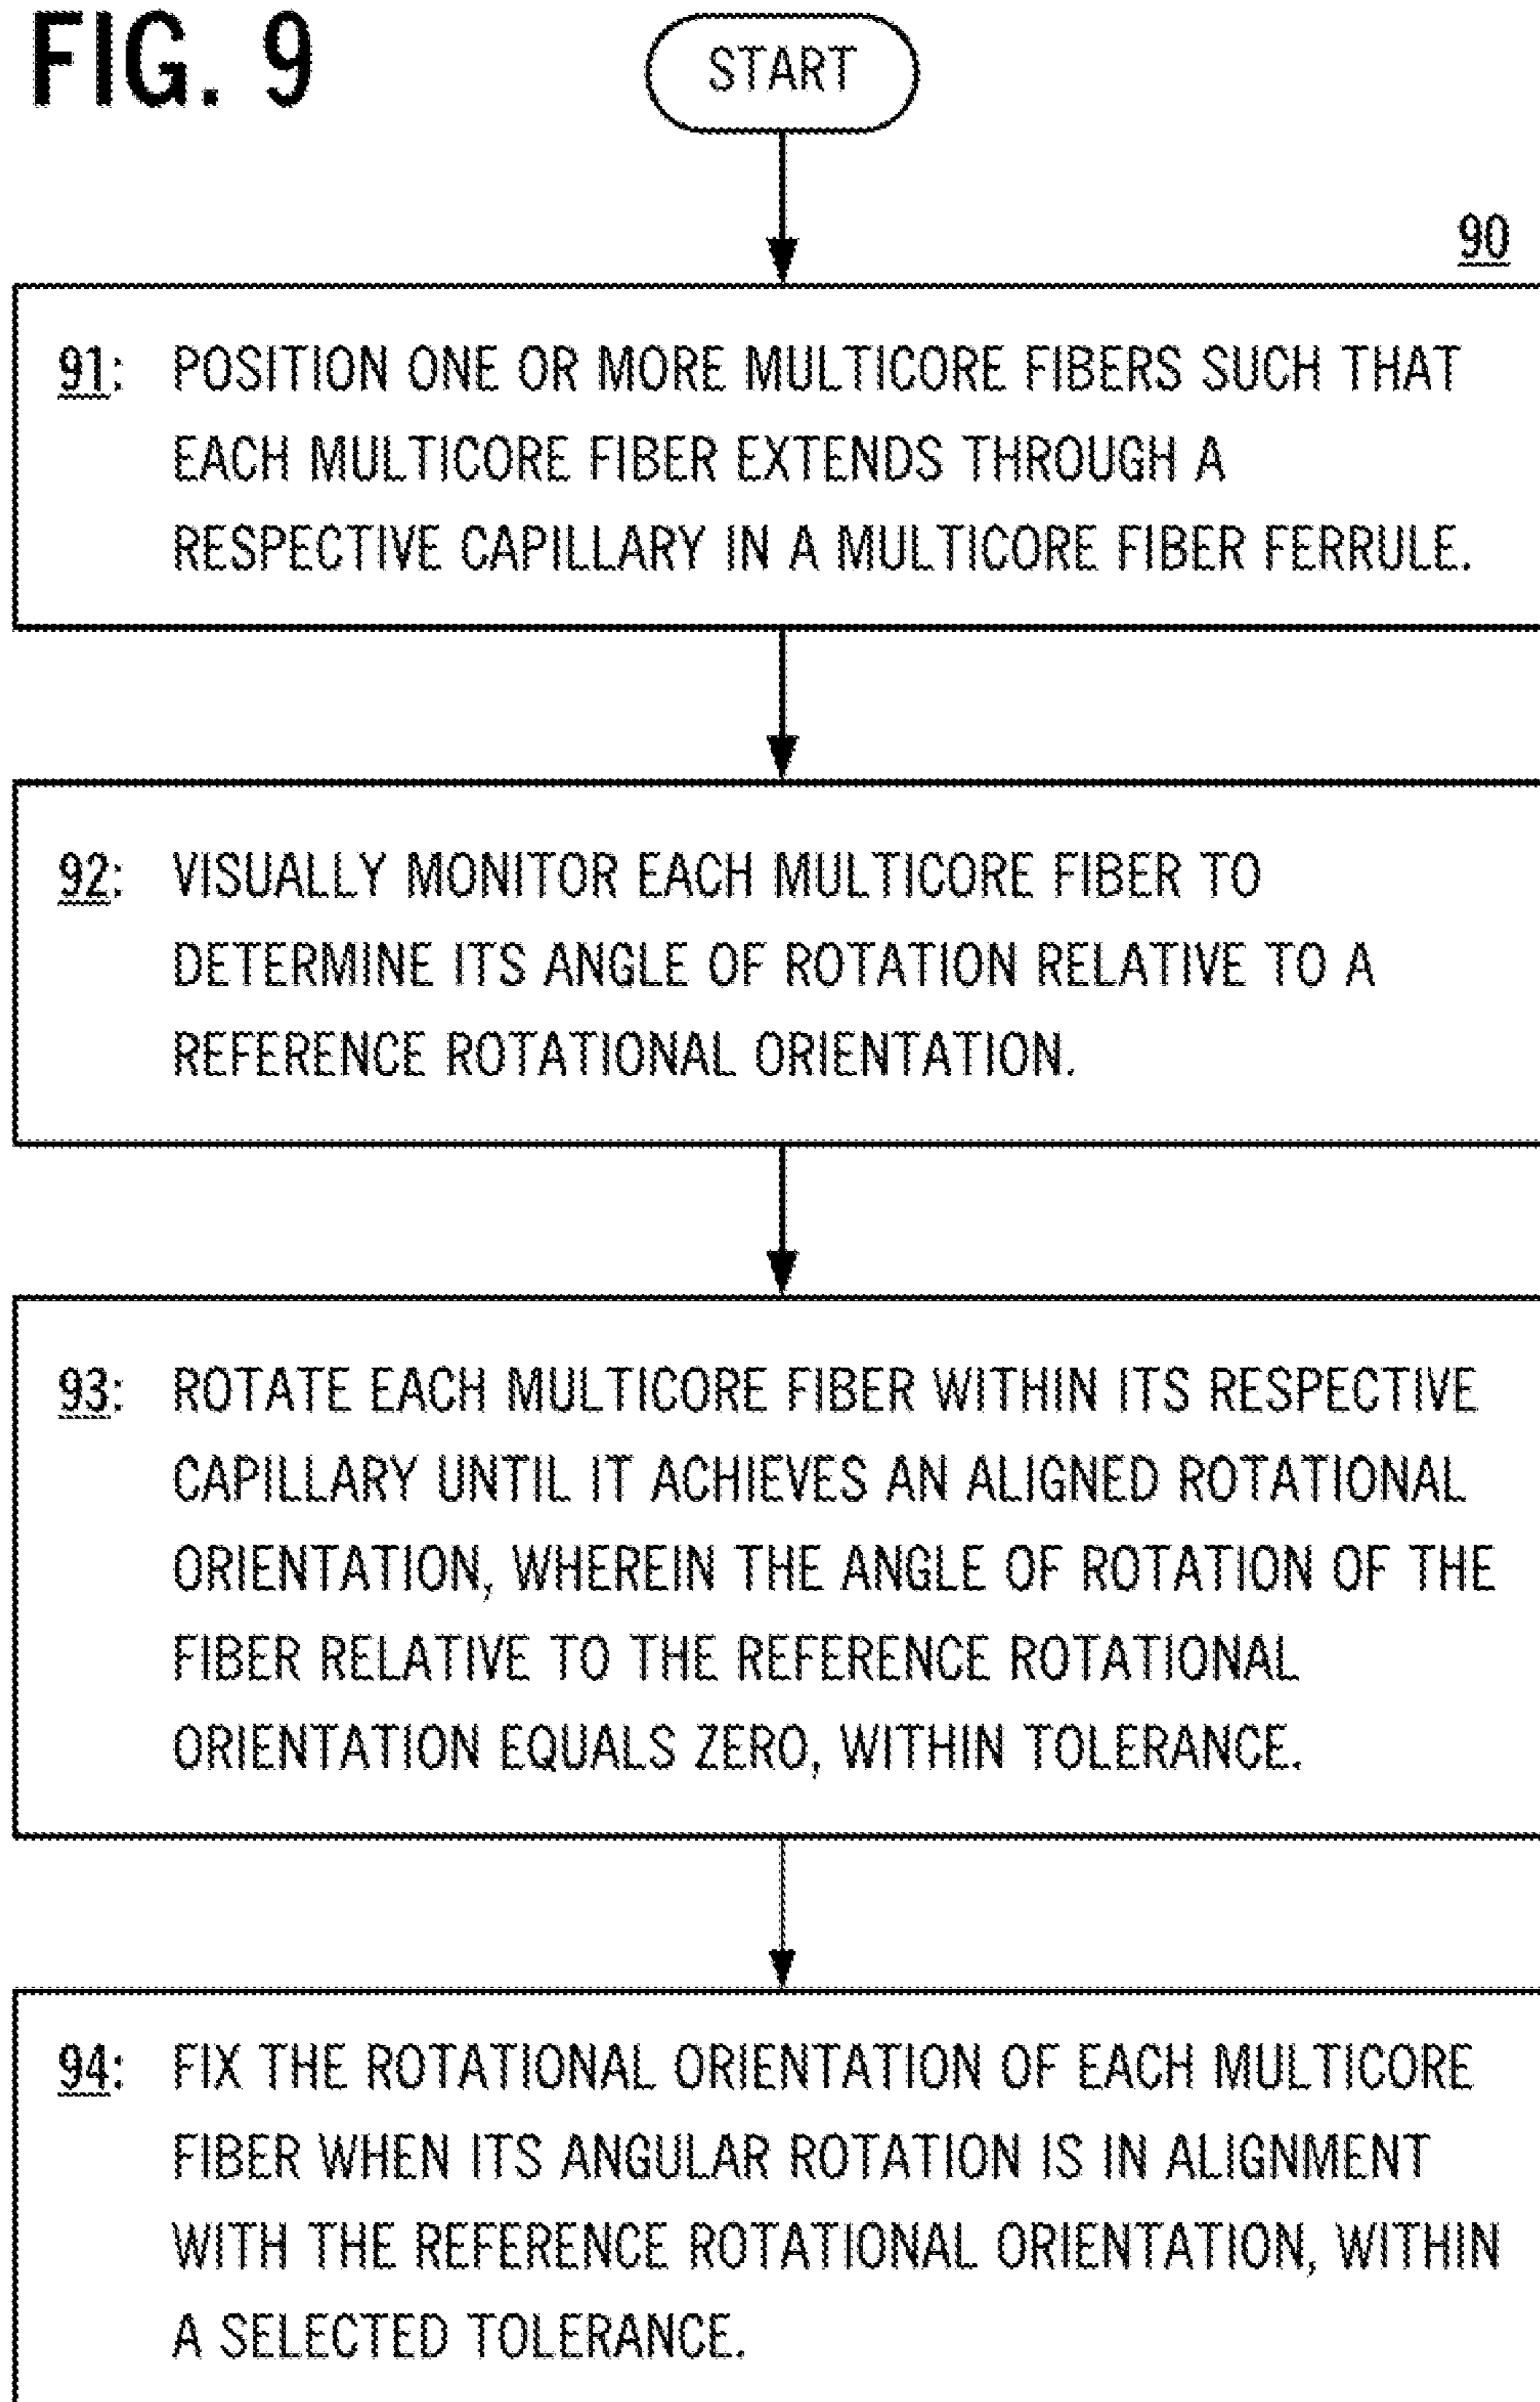 FIG. 9
START
90
91: POSITION ONE OR MORE MULTICORE FIBERS SUCH THAT
EACH MULTICORE FIBER EXTENDS THROUGH A
RESPECTIVE CAPILLARY IN A MULTICORE FIBER FERRULE.
92: VISUALLY MONITOR EACH MULTICORE FIBER TO
DETERMINE ITS ANGLE OF ROTATION RELATIVE TO A
REFERENCE ROTATIONAL ORIENTATION.
93: ROTATE EACH MULTICORE FIBER WITHIN ITS RESPECTIVE
CAPILLARY UNTIL IT ACHIEVES AN ALIGNED ROTATIONAL
ORIENTATION, WHEREIN THE ANGLE OF ROTATION OF THE
FIBER RELATIVE TO THE REFERENCE ROTATIONAL
ORIENTATION EQUALS ZERO, WITHIN TOLERANCE.
94: FIX THE ROTATIONAL ORIENTATION OF EACH MULTICORE
FIBER WHEN ITS ANGULAR ROTATION IS IN ALIGNMENT
WITH THE REFERENCE ROTATIONAL ORIENTATION, WITHIN
A SELECTED TOLERANCE.